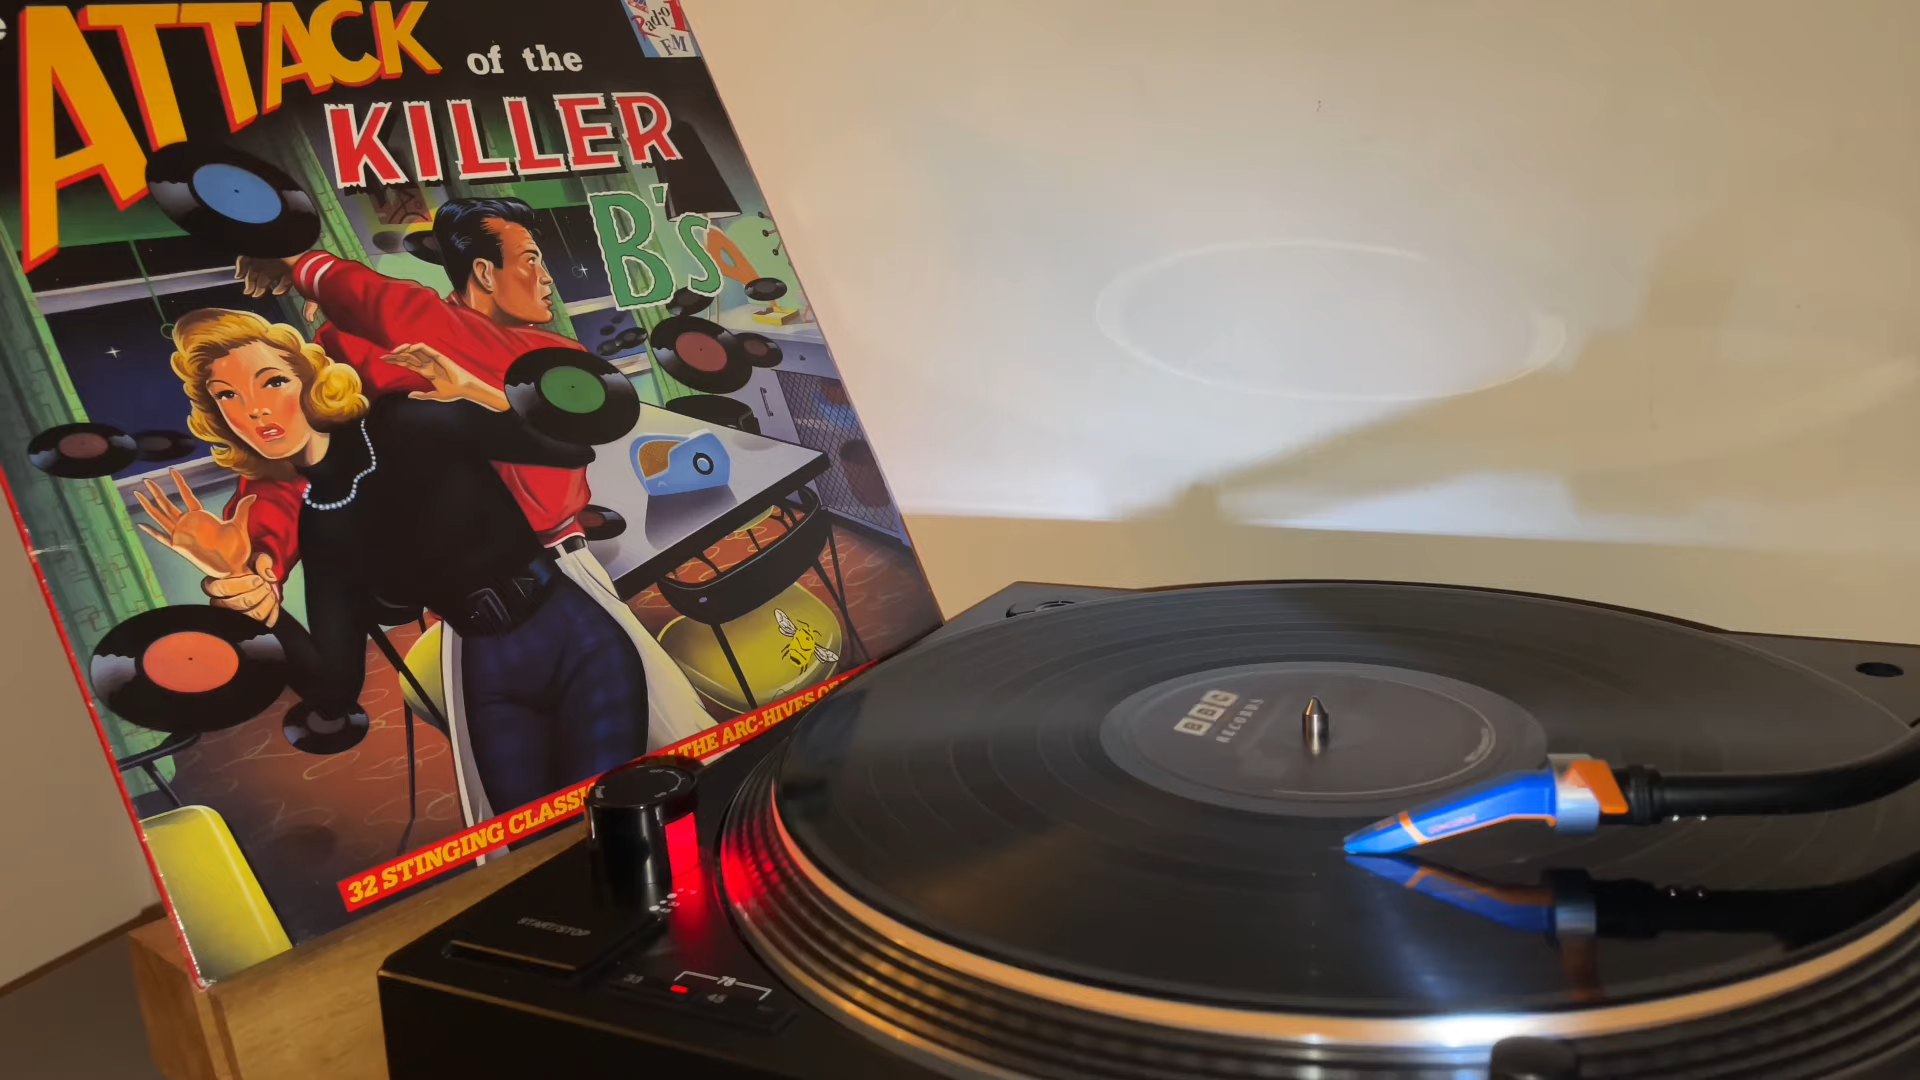 ATTACK
of the
KILLER
B's
Radio 1
FM
32 STINGING CLASSI
THE ARC-HIVES OF
BBC
RECORDS
START/STOP
33
78
45